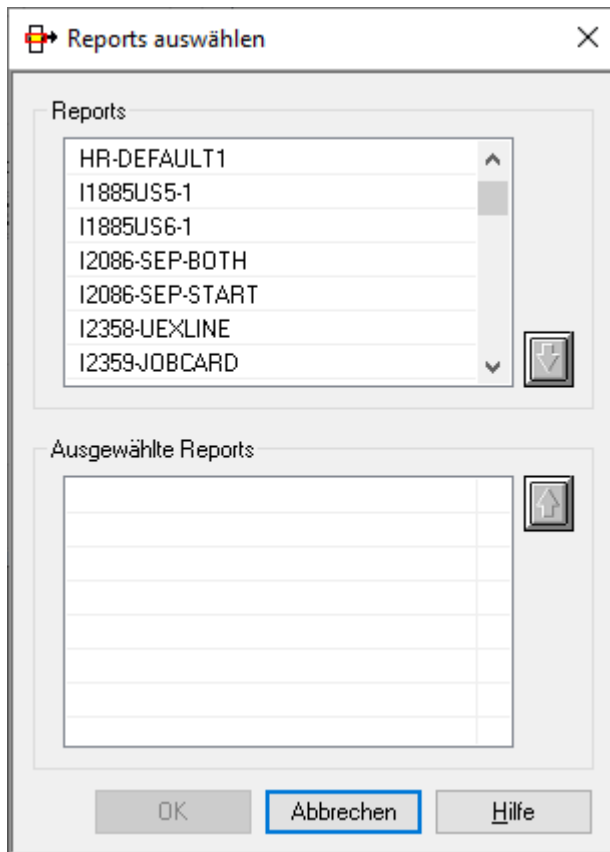 Reports auswählen
Reports
HR-DEFAULT1
I1885US5-1
I1885US6-1
I2086-SEP-BOTH
I2086-SEP-START
I2358-UEXLINE
I2359-JOBCARD
Ausgewählte Reports
OK
Abbrechen
Hilfe